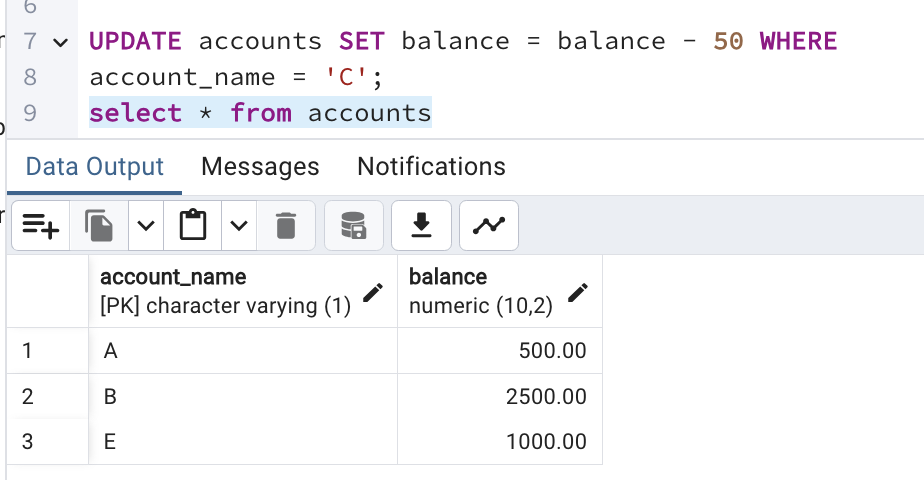 6
7 UPDATE accounts SET balance = balance - 50 WHERE
8 account_name = 'C';
9 select * from accounts
Data Output Messages Notifications
account_name balance
[PK] character varying (1) numeric (10,2)
1 A 500.00
2 B 2500.00
3 E 1000.00